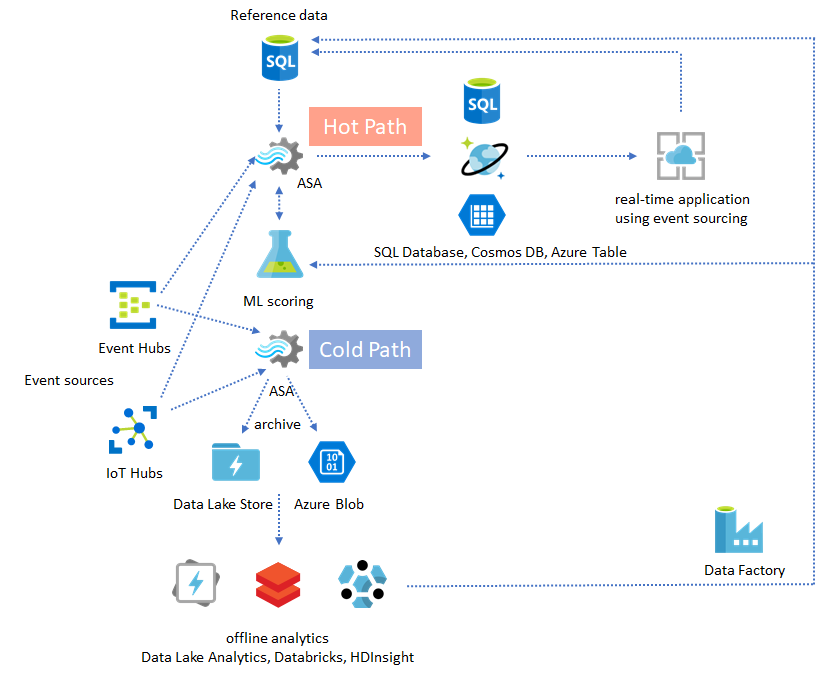 Reference data
SQL
Hot Path
SQL
ASA
real-time application
using event sourcing
SQL Database, Cosmos DB, Azure Table
ML scoring
Event Hubs
Cold Path
Event sources
ASA
archive
10
01
IoT Hubs
Data Lake Store
Azure Blob
Data Factory
offline analytics
Data Lake Analytics, Databricks, HDInsight